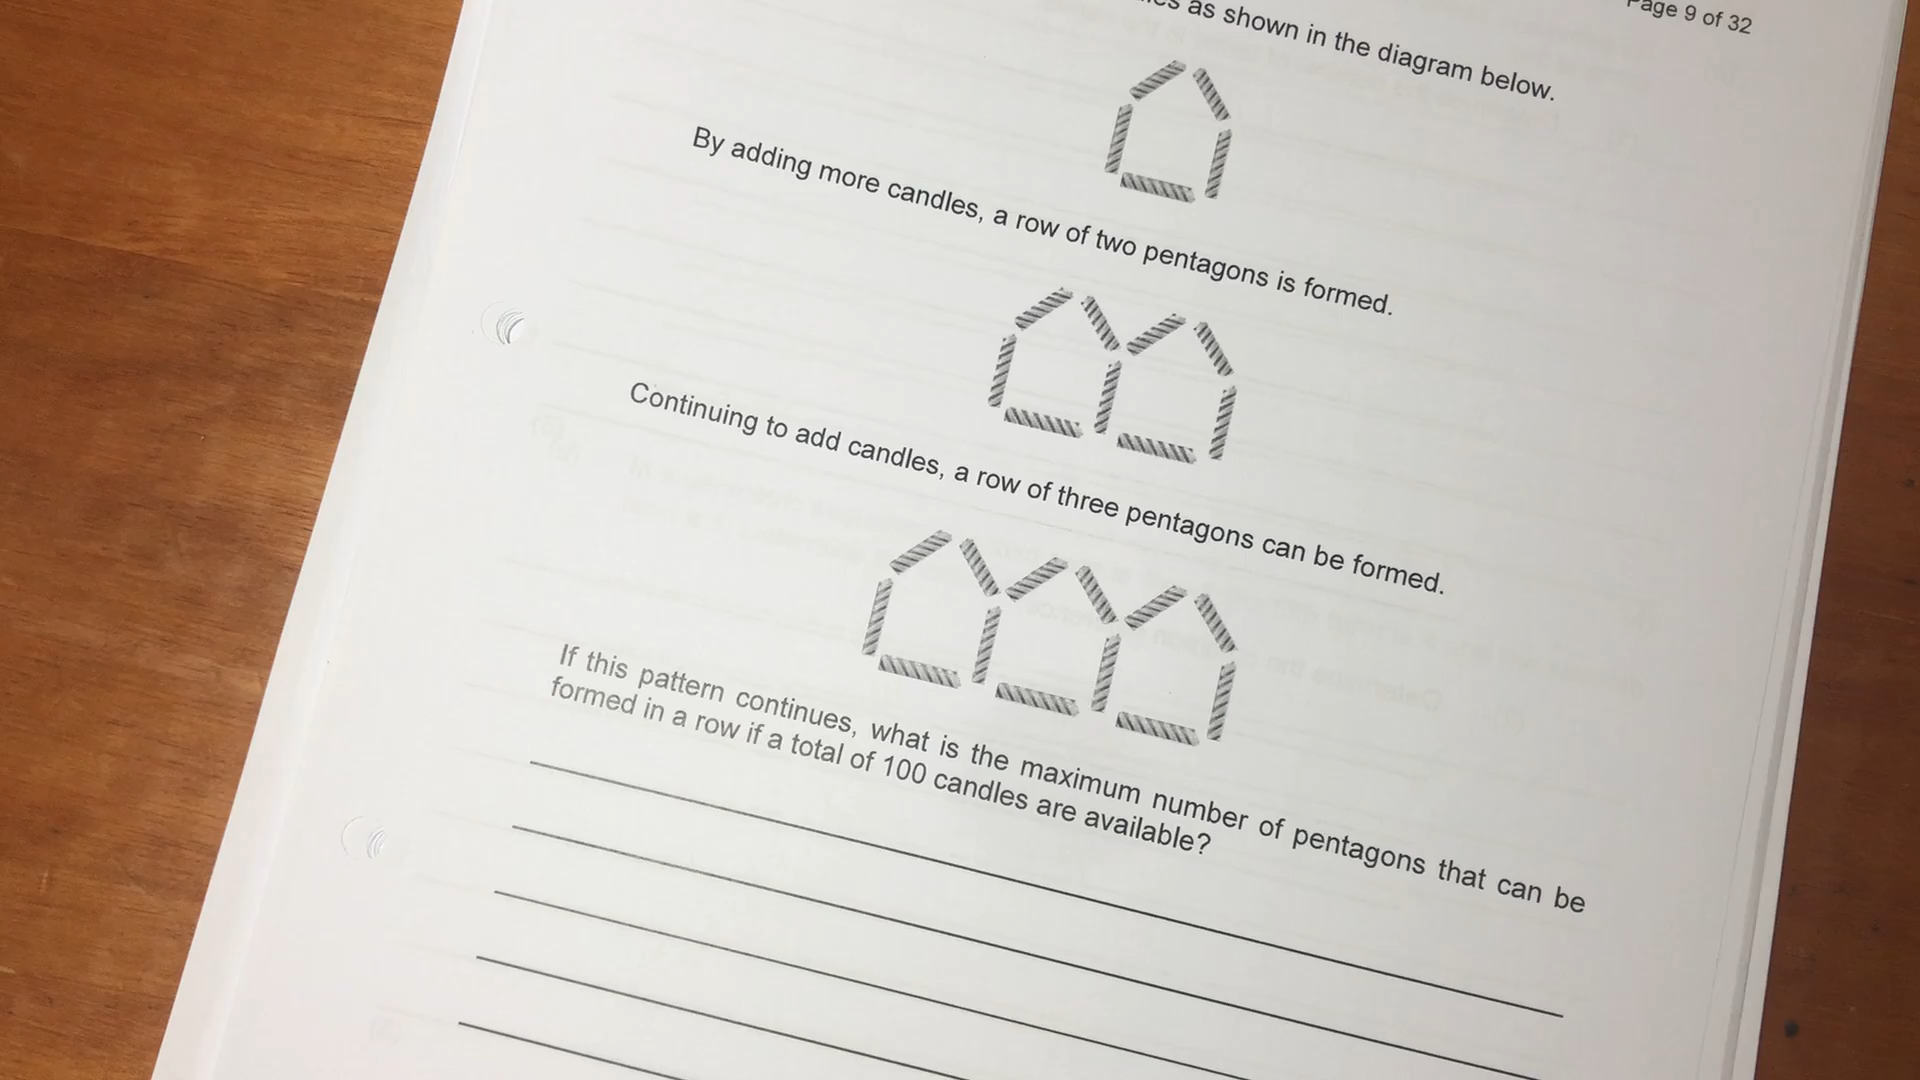 Page 9 of 32
as shown in the diagram below.
By adding more candles, a row of two pentagons is formed.
Continuing to add candles, a row of three pentagons can be formed.
If this pattern continues, what is the maximum number of pentagons that can be
formed in a row if a total of 100 candles are available?